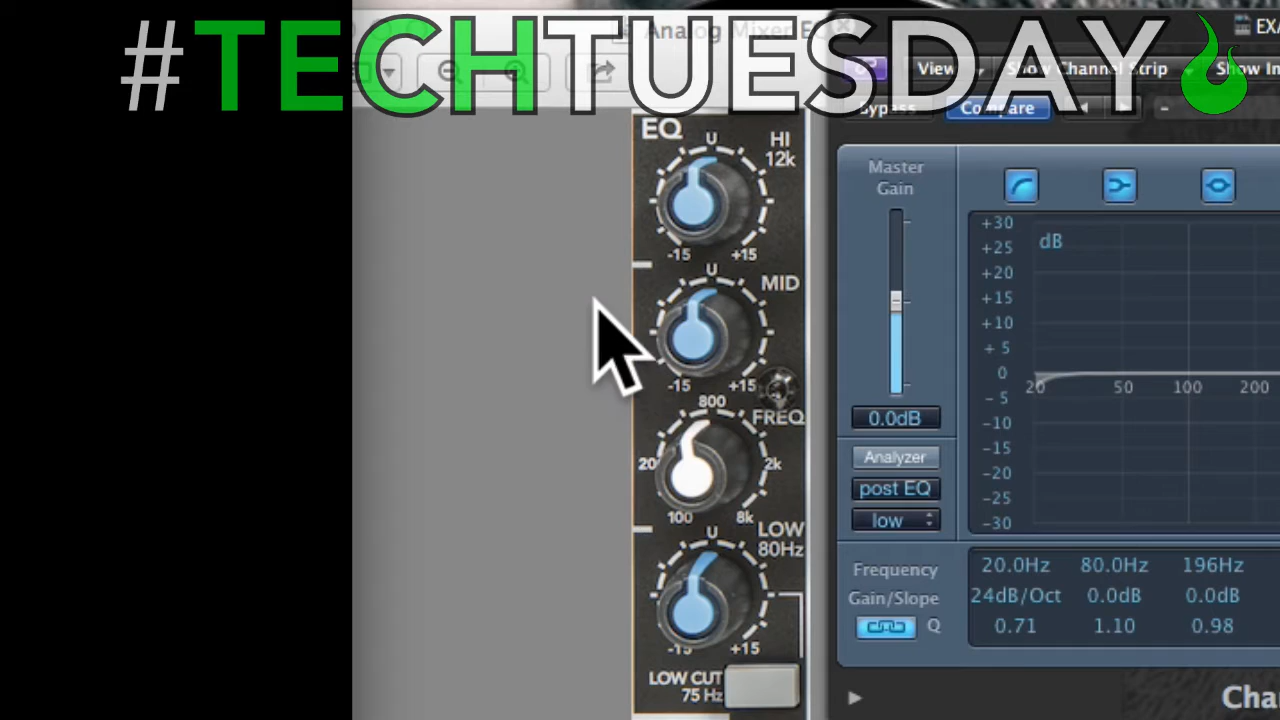 #TECHTUESDAY
Analog Mixer EQ
View
Show Channel Strip
Bypass
Compare
-
EQ
HI
12k
U
-15
+15
MID
U
-15
+15
800
FREQ
2k
100
8k
LOW
80Hz
U
-15
+15
LOW CUT
75 Hz
Master
Gain
0.0dB
Analyzer
post EQ
low
+30
dB
+25
+20
+15
+10
+ 5
0
20 50 100 200
- 5
-10
-15
-20
-25
-30
Frequency 20.0Hz 80.0Hz 196Hz
Gain/Slope 24dB/Oct 0.0dB 0.0dB
Q 0.71 1.10 0.98